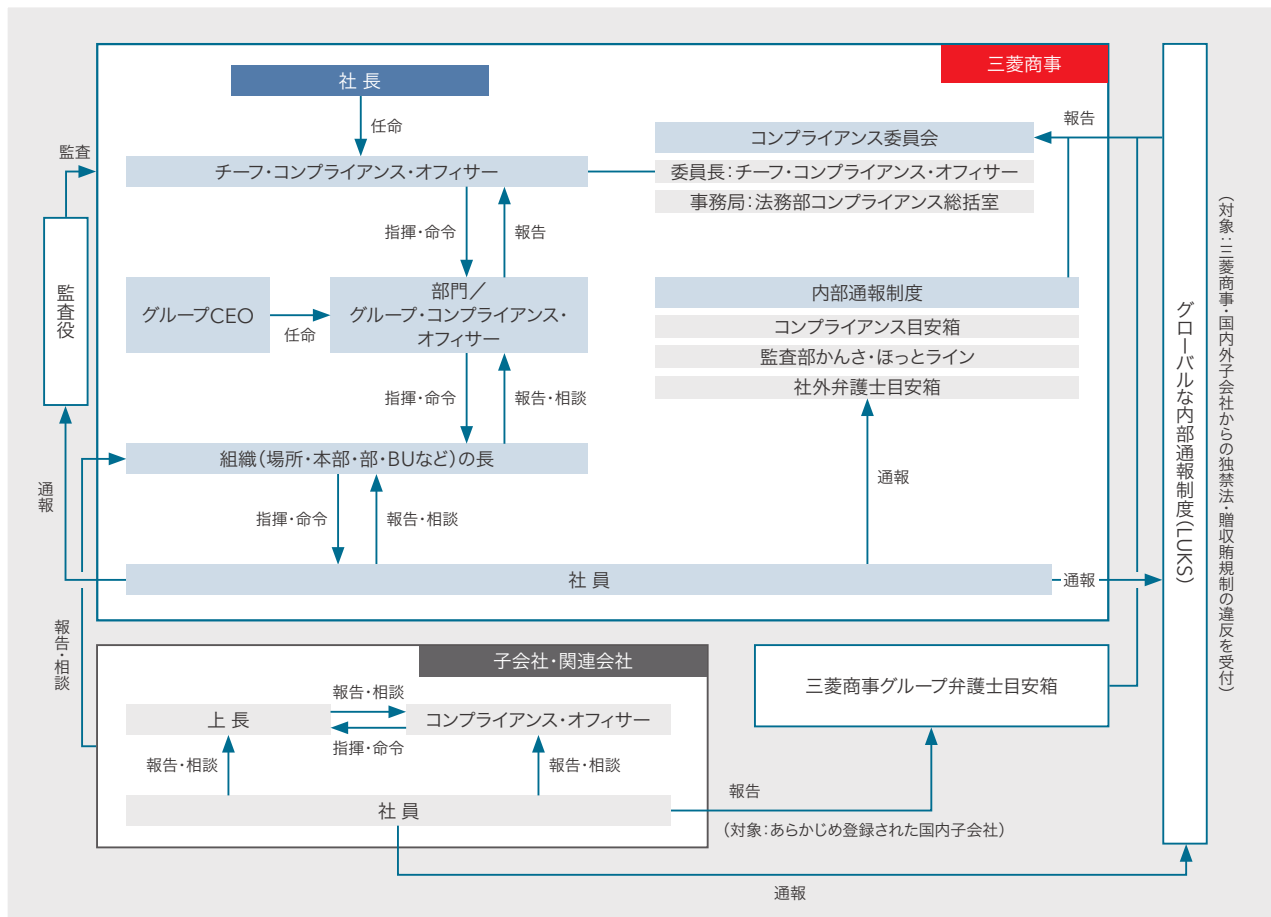 三菱商事
社 長
任命
報告
コンプライアンス委員会
監査
チーフ・コンプライアンス・オフィサー
委員長：チーフ・コンプライアンス・オフィサー
事務局：法務部コンプライアンス総括室
指揮・命令
報告
監査役
グループCEO
任命
部門／
グループ・コンプライアンス・
オフィサー
内部通報制度
コンプライアンス目安箱
監査部かんさ・ほっとライン
社外弁護士目安箱
指揮・命令
報告・相談
組織（場所・本部・部・BUなど）の長
通報
通報
指揮・命令
報告・相談
社 員
通報
グローバルな内部通報制度（LUKS）
（対象：三菱商事・国内外子会社からの独禁法・贈収賄規制の違反を受付）
報告・相談
子会社・関連会社
報告・相談
上 長
コンプライアンス・オフィサー
指揮・命令
報告・相談
報告・相談
社 員
三菱商事グループ弁護士目安箱
報告
（対象：あらかじめ登録された国内子会社）
通報